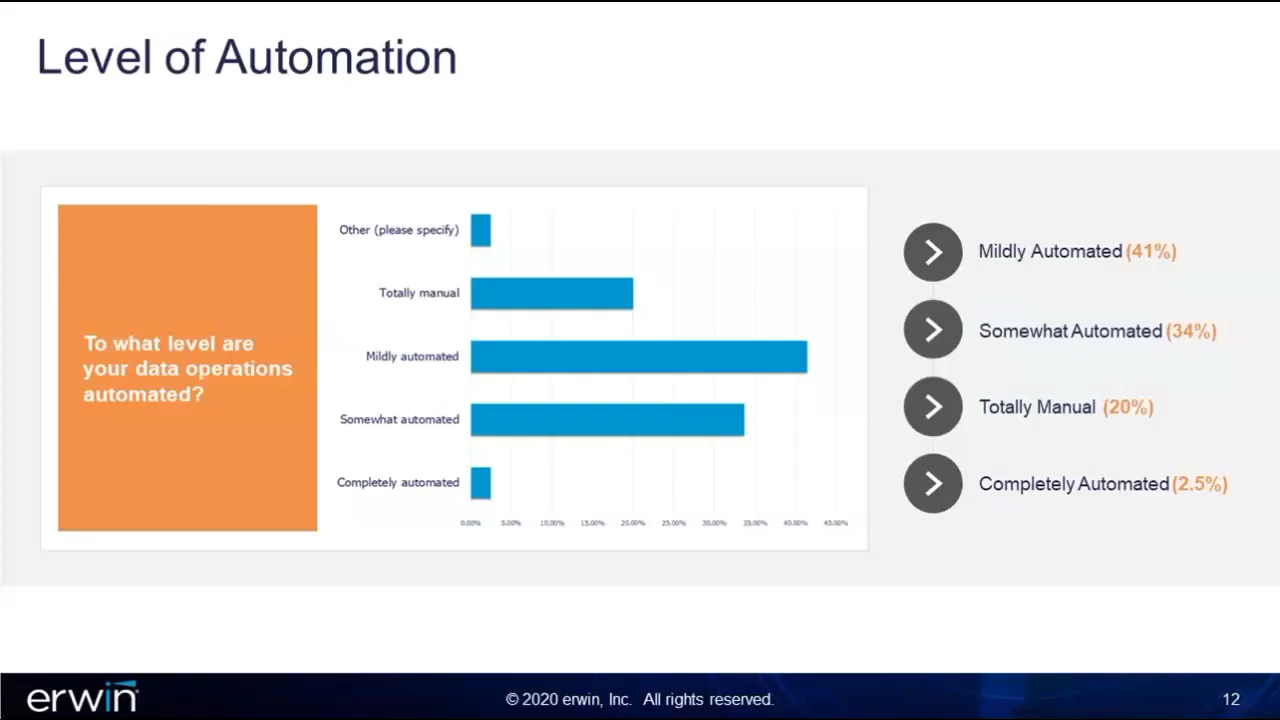 Level of Automation
To what level are
your data operations
automated?
Other (please specify)
Totally manual
Mildly automated
Somewhat automated
Completely automated
0.00% 5.00% 10.00% 15.00% 20.00% 25.00% 30.00% 35.00% 40.00% 45.00%
Mildly Automated (41%)
Somewhat Automated (34%)
Totally Manual (20%)
Completely Automated (2.5%)
erwin
© 2020 erwin, Inc. All rights reserved.
12